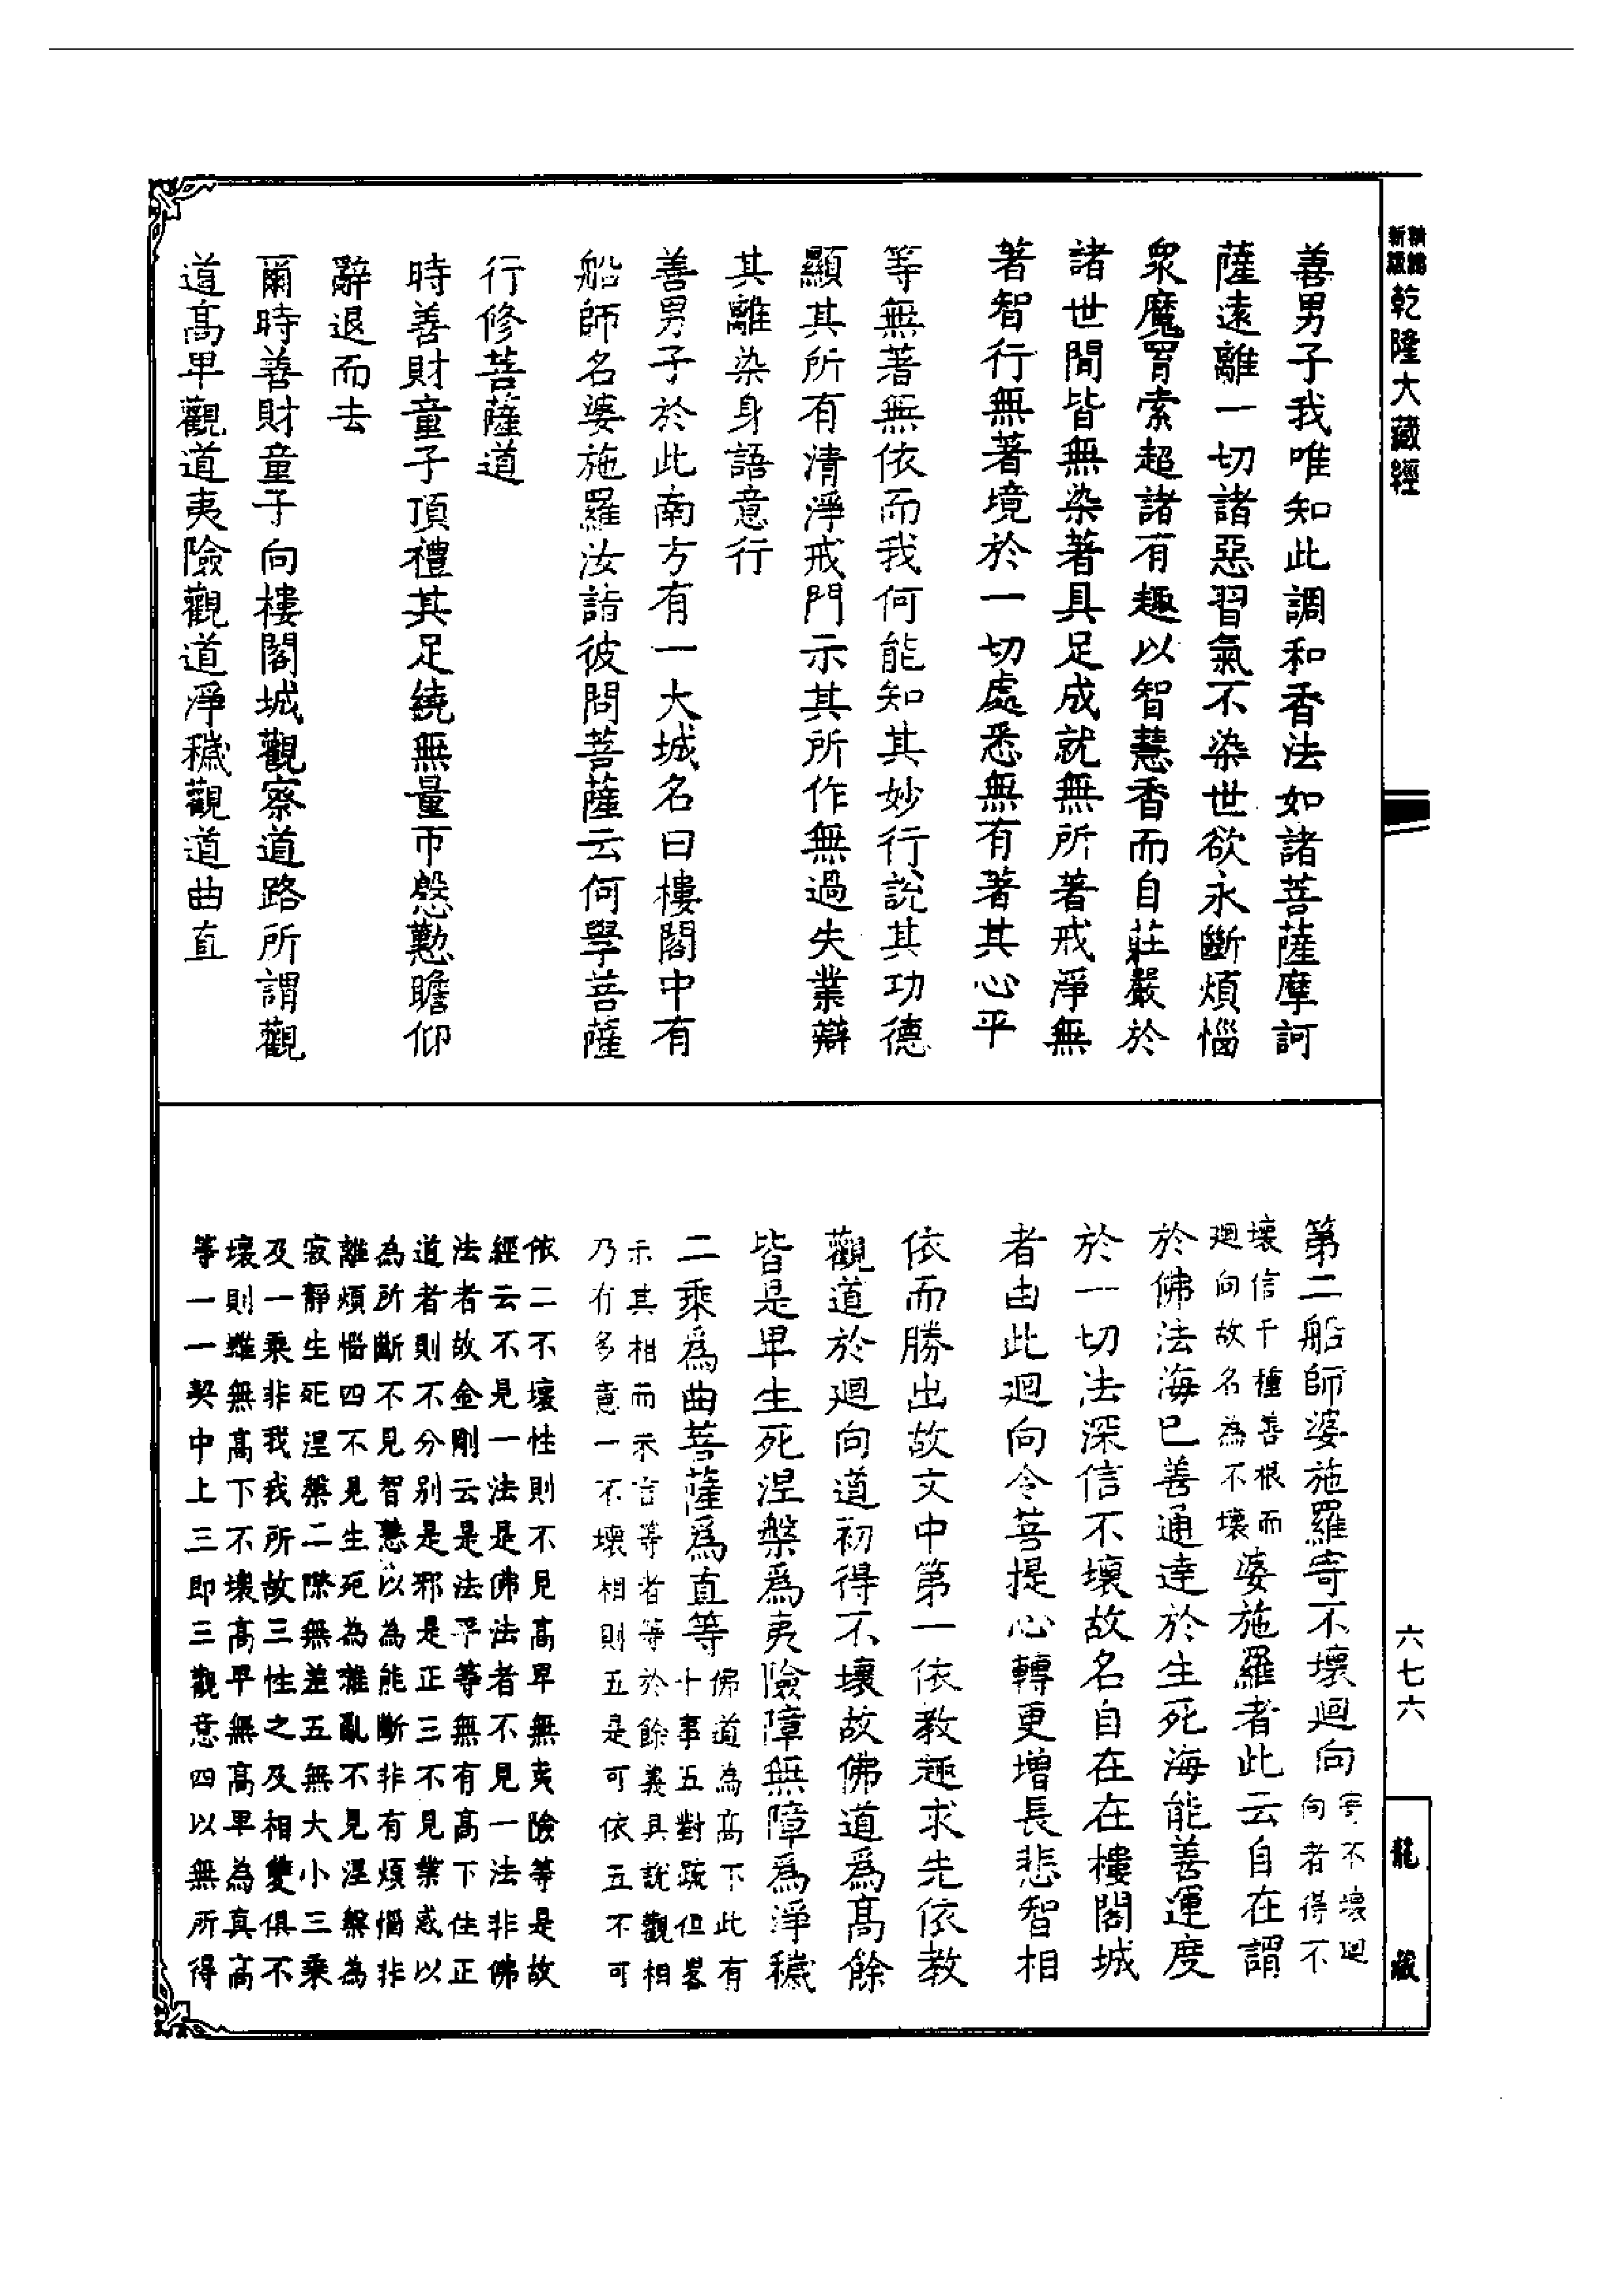 精編
新版
乾隆大藏經
善男子我唯知此調和香法如諸菩薩摩訶
薩遠離一切諸惡習氣不染世欲永斷煩惱
眾魔罥索超諸有趣以智慧香而自莊嚴於
諸世間皆無染著具足成就無所著戒淨無
著智行無著境於一切處悉無有著其心平
等無著無依而我何能知其妙行說其功德
顯其所有清淨戒門示其所作無過失業辯
其離染身語意行
善男子於此南方有一大城名曰樓閣中有
船師名婆施羅汝詣彼問菩薩云何學菩薩
行修菩薩道
時善財童子頂禮其足繞無量帀慇懃瞻仰
辭退而去
爾時善財童子向樓閣城觀察道路所謂觀
道高卑觀道夷險觀道淨穢觀道曲直
六七六
龍藏
第二船師婆施羅寄不壞迴向
寄不壞迴
向者得不
壞信千種善根而
迴向故名為不壞
婆施羅者此云自在謂
於佛法海已善通達於生死海能善運度
於一切法深信不壞故名自在在樓閣城
者由此迴向令菩提心轉更增長悲智相
依而勝出故文中第一依教趣求先依教
觀道於迴向道初得不壞故佛道為高餘
皆是卑生死涅槃為夷險障無障為淨穢
二乘為曲菩薩為直等
佛道為高下此有
十事五對疏但畧
示其相而示言等者等於餘義具說觀相
乃有多意一不壞相則五是可依五不可
依二不壞性則不見高卑無夷險等是故
經云不見一法是佛法者不見一法非佛
法者故金剛云是法平等無有高下住正
道者則不分別是邪是正三不見業惑以
為所斷不見智慧以為能斷非有煩惱非
離煩惱四不見生死為雜亂不見涅槃為
寂靜生死涅槃二際無差五無大小三乘
及一乘非我我所故三性之及相雙俱不
壞則雖無高下不壞高卑無高卑為真高
等一一契中上三即三觀意四以無所得